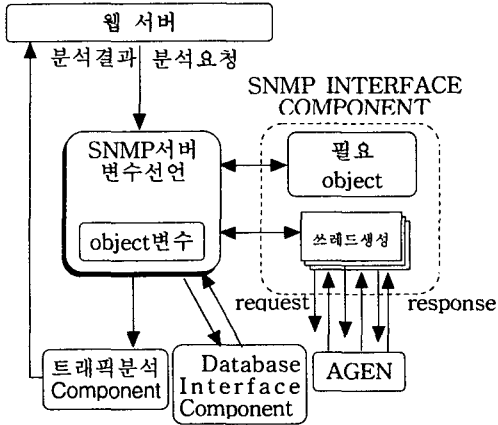 웹 서버
분석결과 분석요청
SNMP INTERFACE
COMPONENT
SNMP서버
변수선언
object변수
필요
object
쓰레드생성
request
response
트래픽분석
Component
Database
Interface
Component
AGEN